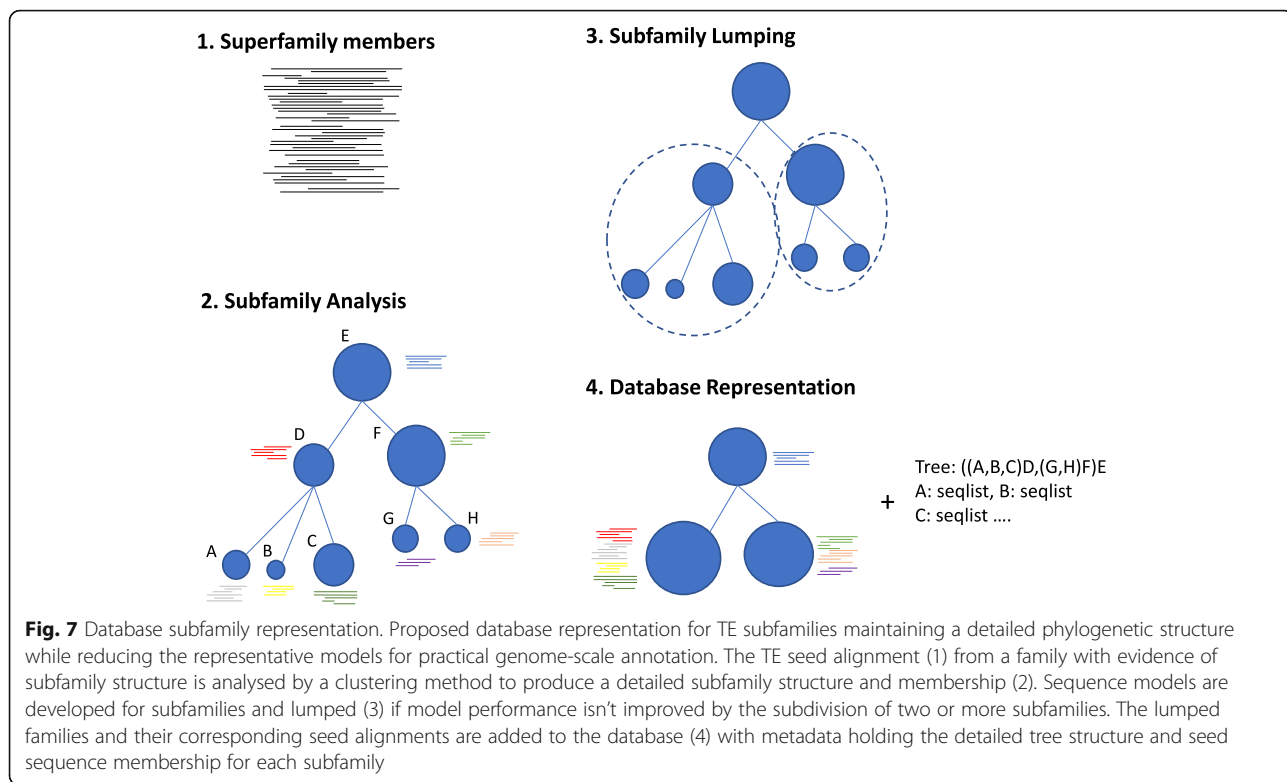 1. Superfamily members
3. Subfamily Lumping
2. Subfamily Analysis
E
D
F
G
H
A
B
C
4. Database Representation
+
Tree: ((A,B,C)D,(G,H)F)E
A: seqlist, B: seqlist
C: seqlist ....
Fig. 7 Database subfamily representation. Proposed database representation for TE subfamilies maintaining a detailed phylogenetic structure
while reducing the representative models for practical genome-scale annotation. The TE seed alignment (1) from a family with evidence of
subfamily structure is analysed by a clustering method to produce a detailed subfamily structure and membership (2). Sequence models are
developed for subfamilies and lumped (3) if model performance isn't improved by the subdivision of two or more subfamilies. The lumped
families and their corresponding seed alignments are added to the database (4) with metadata holding the detailed tree structure and seed
sequence membership for each subfamily